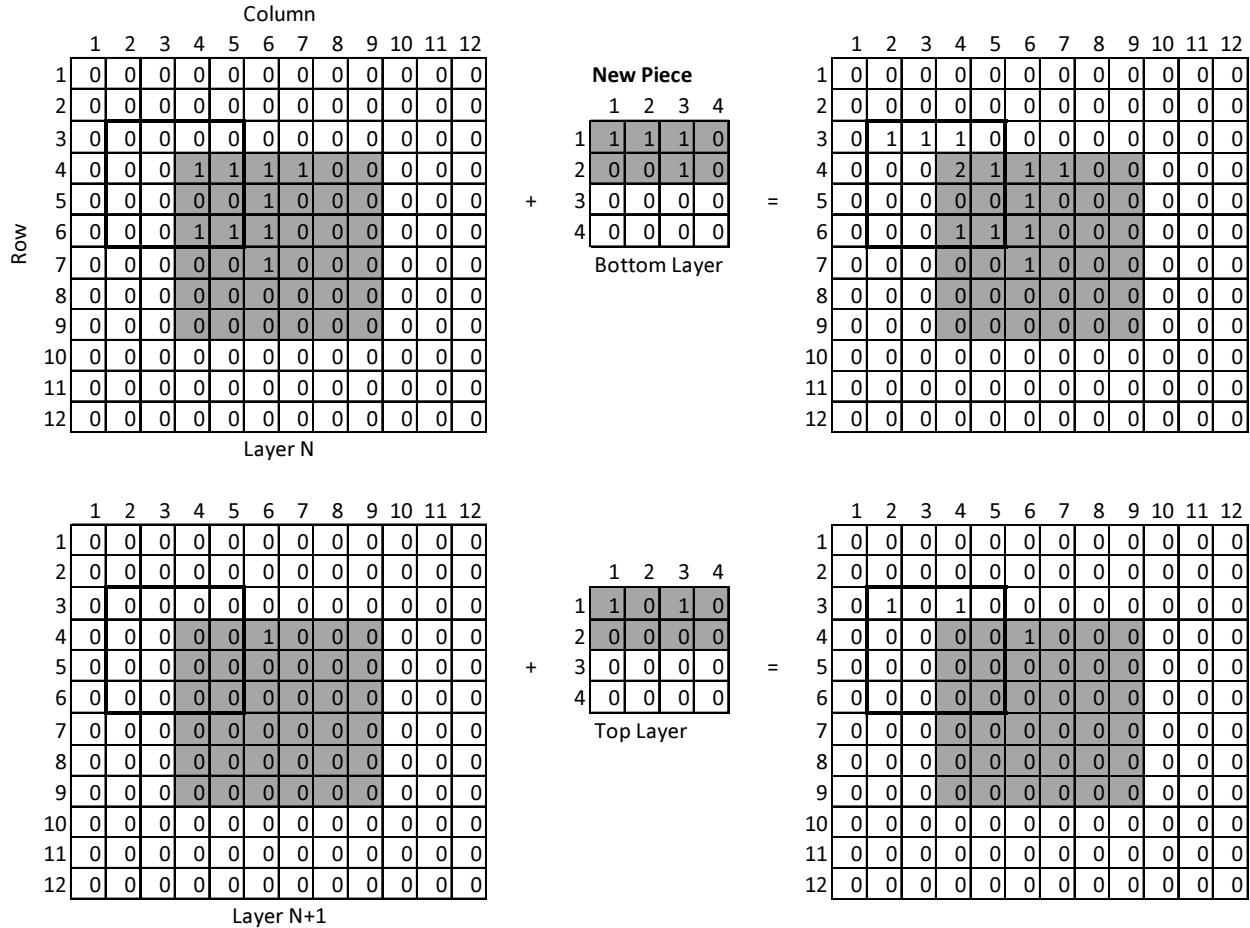 Column
1 2 3 4 5 6 7 8 9 10 11 12 1 2 3 4 5 6 7 8 9 10 11 12
1 0 0 0 0 0 0 0 0 0 0 0 0 New Piece 1 0 0 0 0 0 0 0 0 0 0 0 0
2 0 0 0 0 0 0 0 0 0 0 0 0 1 2 3 4 2 0 0 0 0 0 0 0 0 0 0 0 0
3 0 0 0 0 0 0 0 0 0 0 0 0 1 1 1 1 0 3 0 1 1 1 0 0 0 0 0 0 0 0
4 0 0 0 1 1 1 1 0 0 0 0 0 2 0 0 1 0 4 0 0 0 2 1 1 1 0 0 0 0 0
5 0 0 0 0 0 1 0 0 0 0 0 0 + 3 0 0 0 0 = 5 0 0 0 0 0 1 0 0 0 0 0 0
Row 6 0 0 0 1 1 1 0 0 0 0 0 0 4 0 0 0 0 6 0 0 0 1 1 1 0 0 0 0 0 0
7 0 0 0 0 0 1 0 0 0 0 0 0 Bottom Layer 7 0 0 0 0 0 1 0 0 0 0 0 0
8 0 0 0 0 0 0 0 0 0 0 0 0 8 0 0 0 0 0 0 0 0 0 0 0 0
9 0 0 0 0 0 0 0 0 0 0 0 0 9 0 0 0 0 0 0 0 0 0 0 0 0
10 0 0 0 0 0 0 0 0 0 0 0 0 10 0 0 0 0 0 0 0 0 0 0 0 0
11 0 0 0 0 0 0 0 0 0 0 0 0 11 0 0 0 0 0 0 0 0 0 0 0 0
12 0 0 0 0 0 0 0 0 0 0 0 0 12 0 0 0 0 0 0 0 0 0 0 0 0
Layer N
1 2 3 4 5 6 7 8 9 10 11 12 1 2 3 4 5 6 7 8 9 10 11 12
1 0 0 0 0 0 0 0 0 0 0 0 0 1 0 0 0 0 0 0 0 0 0 0 0 0
2 0 0 0 0 0 0 0 0 0 0 0 0 1 2 3 4 2 0 0 0 0 0 0 0 0 0 0 0 0
3 0 0 0 0 0 0 0 0 0 0 0 0 1 1 0 1 0 3 0 1 0 1 0 0 0 0 0 0 0 0
4 0 0 0 0 0 1 0 0 0 0 0 0 2 0 0 0 0 4 0 0 0 0 0 1 0 0 0 0 0 0
5 0 0 0 0 0 0 0 0 0 0 0 0 + 3 0 0 0 0 = 5 0 0 0 0 0 0 0 0 0 0 0 0
6 0 0 0 0 0 0 0 0 0 0 0 0 4 0 0 0 0 6 0 0 0 0 0 0 0 0 0 0 0 0
7 0 0 0 0 0 0 0 0 0 0 0 0 Top Layer 7 0 0 0 0 0 0 0 0 0 0 0 0
8 0 0 0 0 0 0 0 0 0 0 0 0 8 0 0 0 0 0 0 0 0 0 0 0 0
9 0 0 0 0 0 0 0 0 0 0 0 0 9 0 0 0 0 0 0 0 0 0 0 0 0
10 0 0 0 0 0 0 0 0 0 0 0 0 10 0 0 0 0 0 0 0 0 0 0 0 0
11 0 0 0 0 0 0 0 0 0 0 0 0 11 0 0 0 0 0 0 0 0 0 0 0 0
12 0 0 0 0 0 0 0 0 0 0 0 0 12 0 0 0 0 0 0 0 0 0 0 0 0
Layer N+1